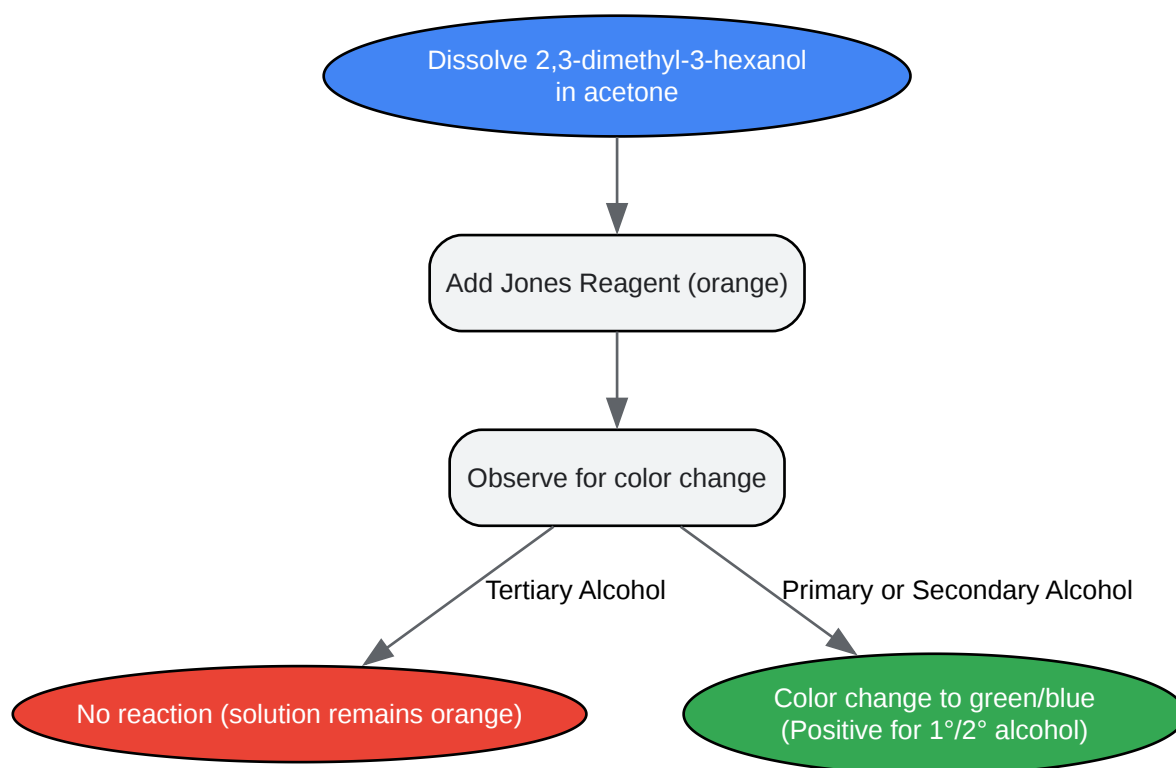 Dissolve 2,3-dimethyl-3-hexanol
in acetone
Add Jones Reagent (orange)
Observe for color change
Tertiary Alcohol
Primary or Secondary Alcohol
No reaction (solution remains orange)
Color change to green/blue
(Positive for 1°/2° alcohol)